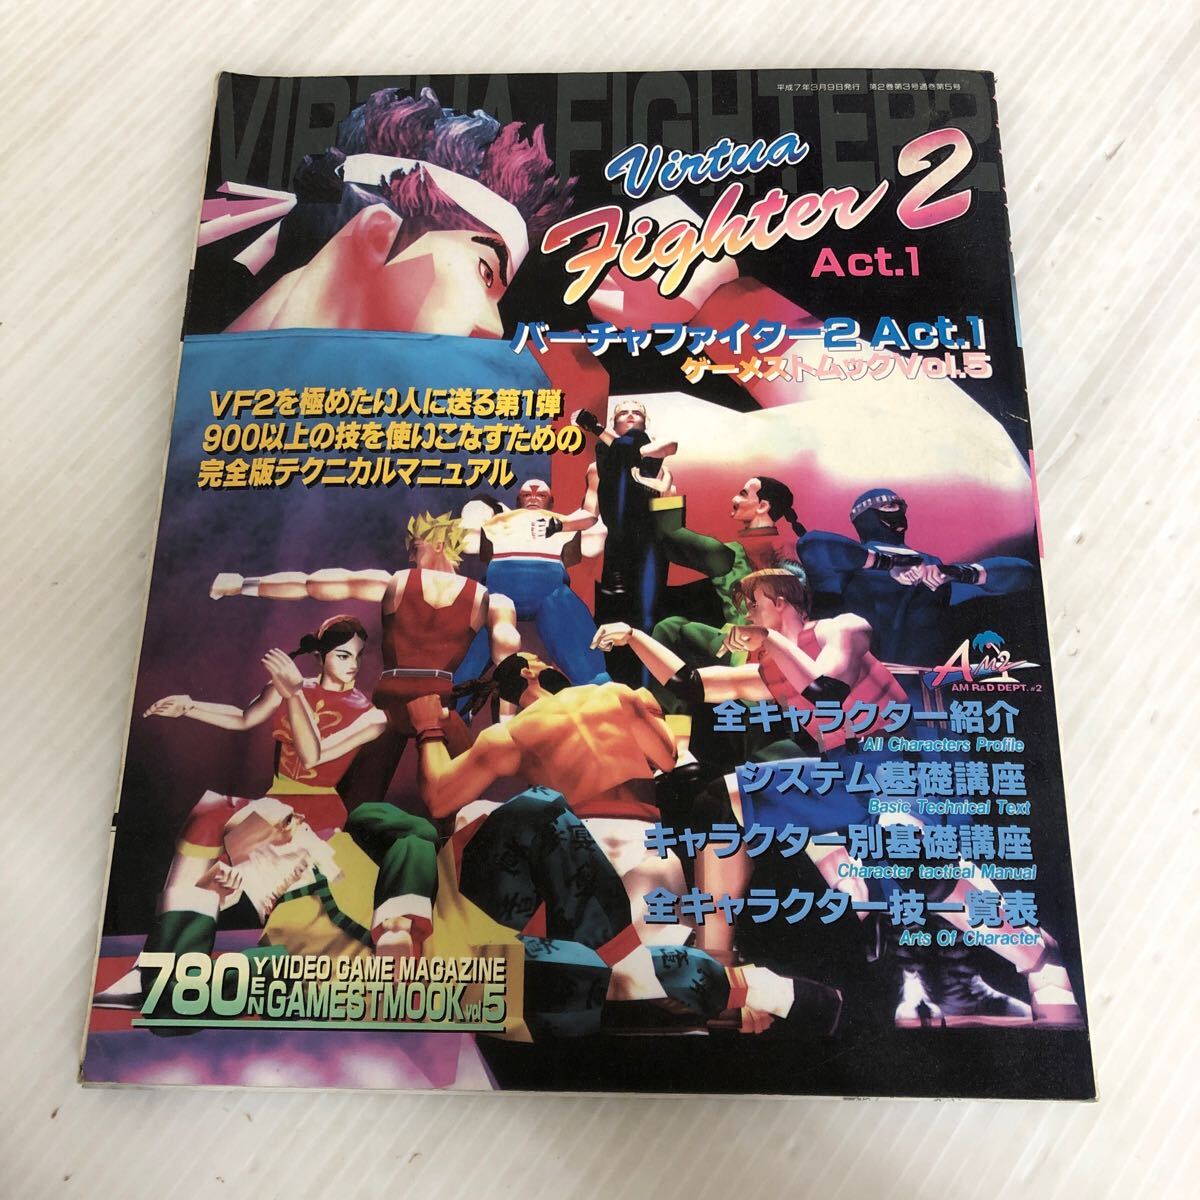 VIRTUA FIGHTER2
平成7年3月9日発行 第2巻第3号通巻第5号
Virtua
Fighter 2
Act.1
バーチャファイター2 Act.1
ゲーメストムックVol.5
VF2を極めたい人に送る第1弾
900以上の技を使いこなすための
完全版テクニカルマニュアル
AM2
AM R&D DEPT.#2
全キャラクター紹介
All Characters Profile
システム基礎講座
Basic Technical Text
キャラクター別基礎講座
Character tactical Manual
全キャラクター技一覧表
Arts Of Character
780YEN
VIDEO GAME MAGAZINE
GAMESTMOOK vol 5